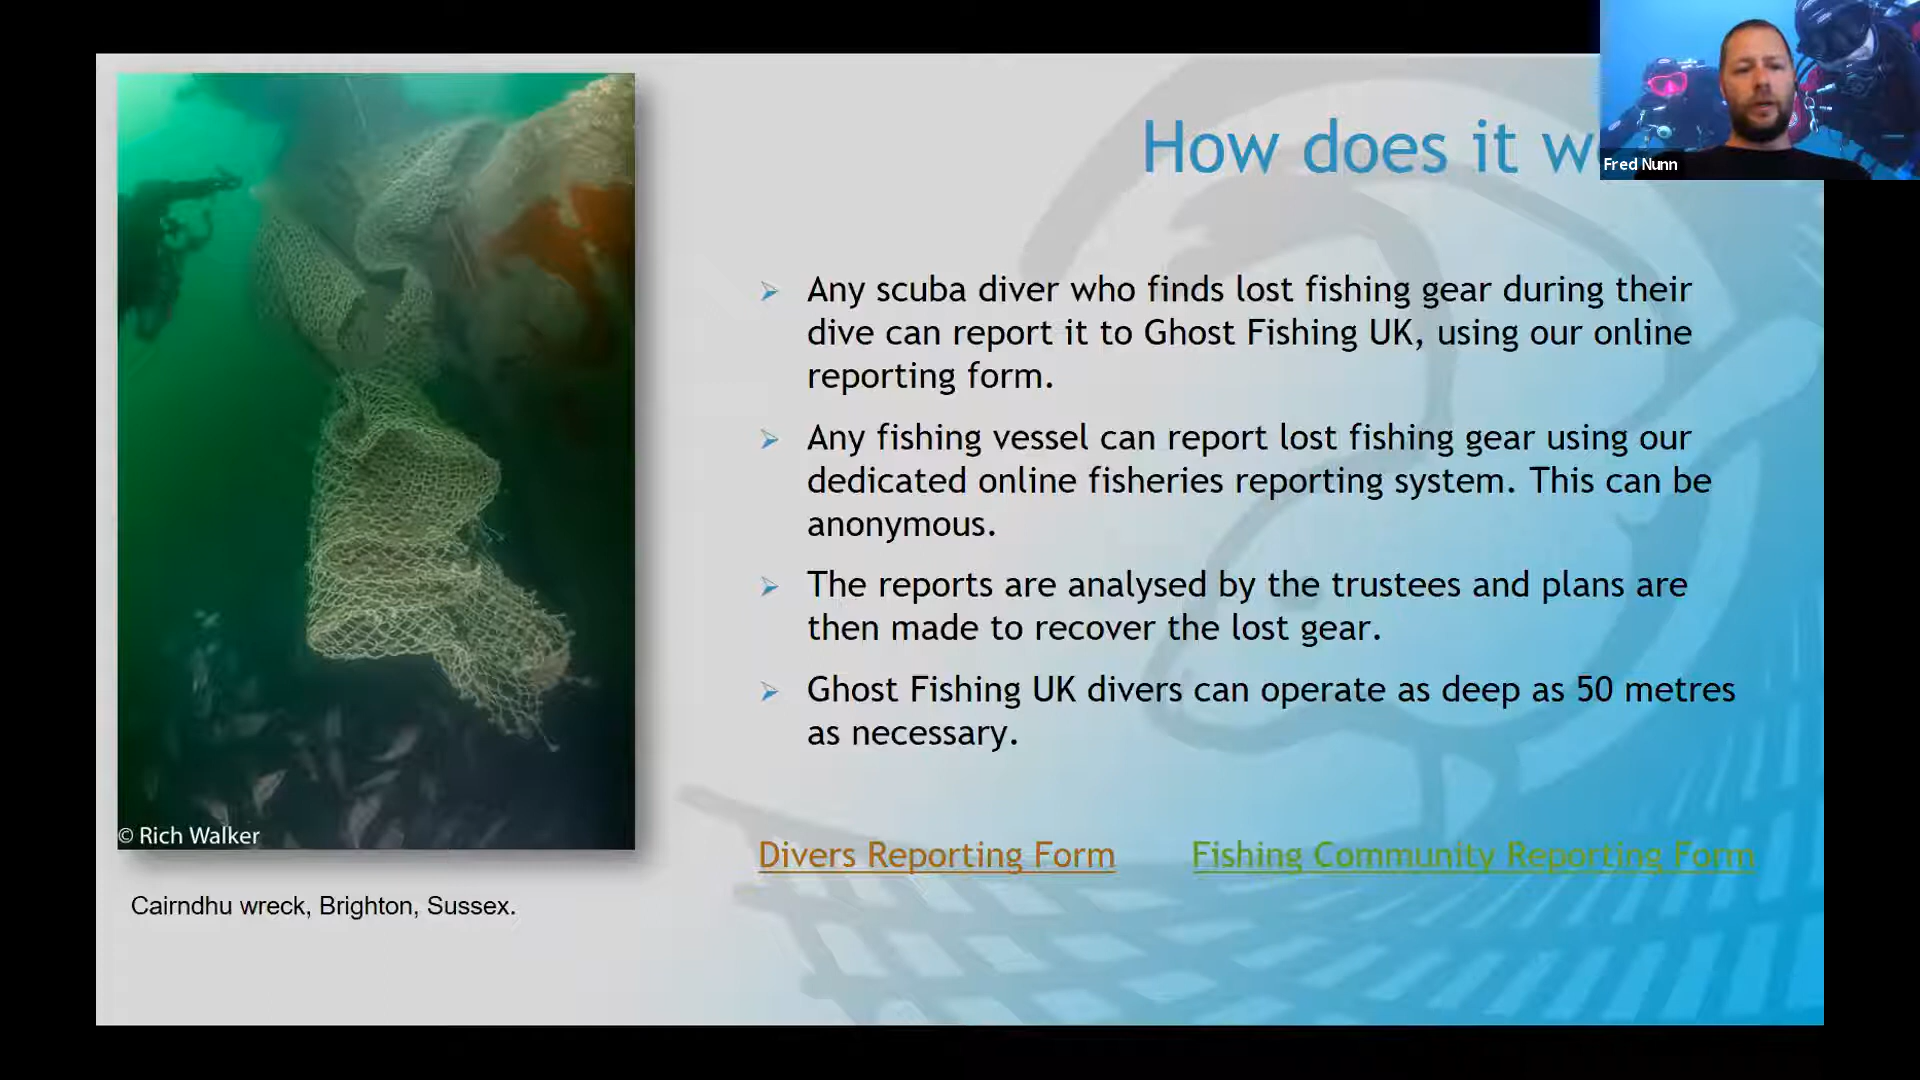 How does it w
Fred Nunn
Any scuba diver who finds lost fishing gear during their
dive can report it to Ghost Fishing UK, using our online
reporting form.
Any fishing vessel can report lost fishing gear using our
dedicated online fisheries reporting system. This can be
anonymous.
The reports are analysed by the trustees and plans are
then made to recover the lost gear.
Ghost Fishing UK divers can operate as deep as 50 metres
as necessary.
© Rich Walker
Divers Reporting Form
Fishing Community Reporting Form
Cairndhu wreck, Brighton, Sussex.